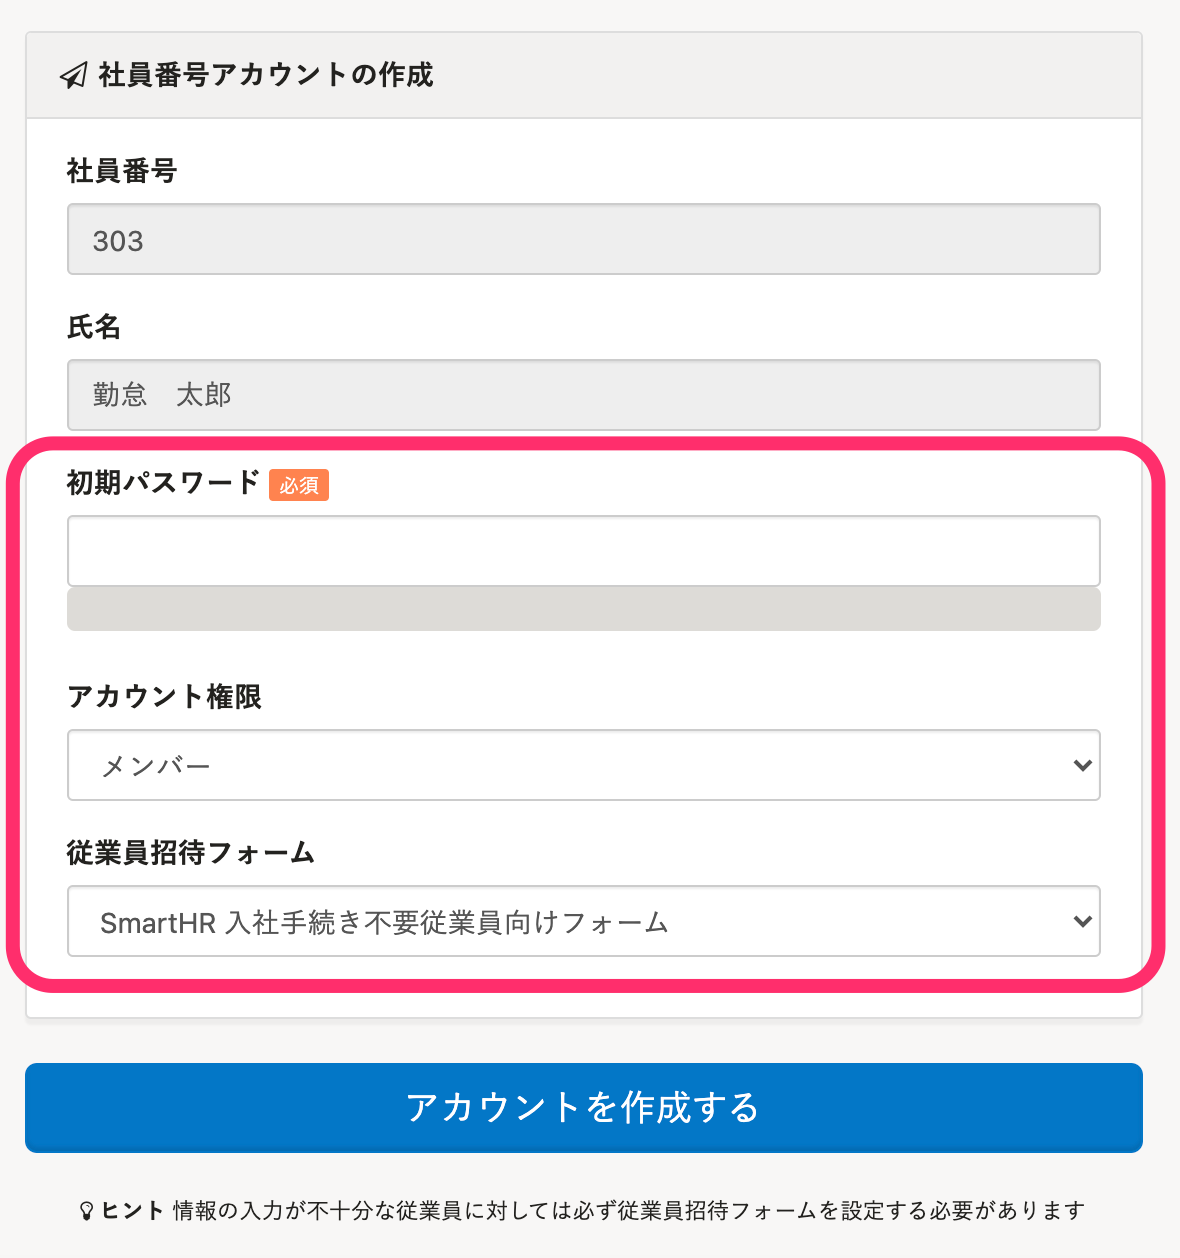 社員番号アカウントの作成
社員番号
303
氏名
勤怠　太郎
初期パスワード 必須
アカウント権限
メンバー
従業員招待フォーム
SmartHR 入社手続き不要従業員向けフォーム
アカウントを作成する
ヒント 情報の入力が不十分な従業員に対しては必ず従業員招待フォームを設定する必要があります